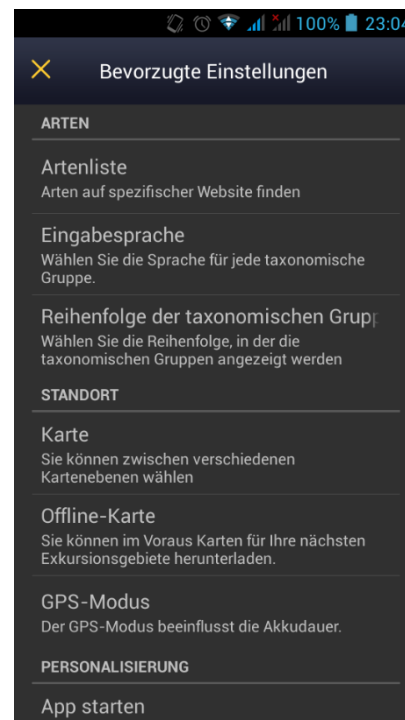 100% 23:04
Bevorzugte Einstellungen
ARTEN
Artenliste
Arten auf spezifischer Website finden
Eingabesprache
Wählen Sie die Sprache für jede taxonomische
Gruppe.
Reihenfolge der taxonomischen Grupp
Wählen Sie die Reihenfolge, in der die
taxonomischen Gruppen angezeigt werden
STANDORT
Karte
Sie können zwischen verschiedenen
Kartenebenen wählen
Offline-Karte
Sie können im Voraus Karten für Ihre nächsten
Exkursionsgebiete herunterladen.
GPS-Modus
Der GPS-Modus beeinflusst die Akkudauer.
PERSONALISIERUNG
App starten